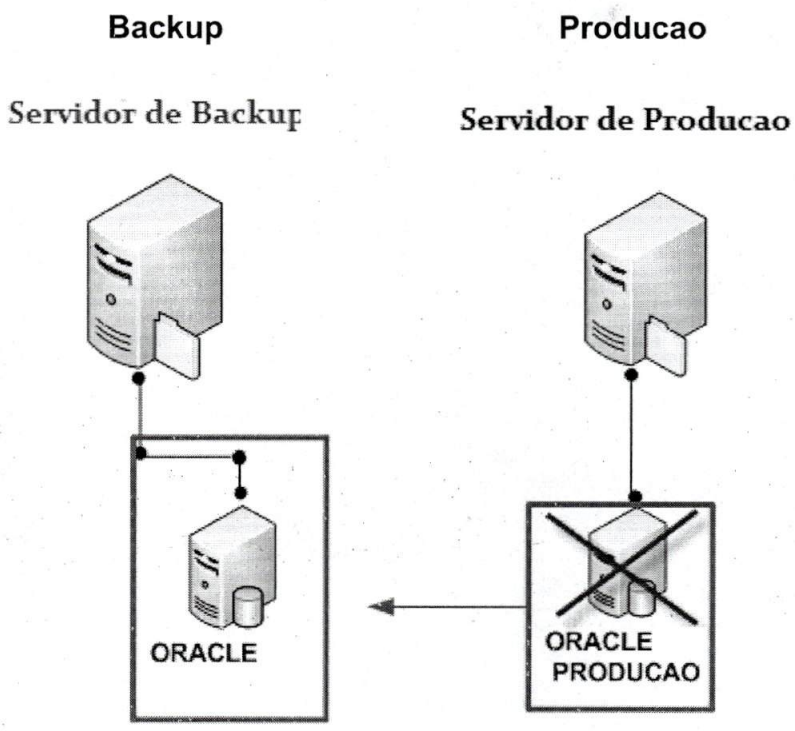 Backup
Producao
Servidor de Backup
Servidor de Producao
ORACLE
ORACLE
PRODUCAO